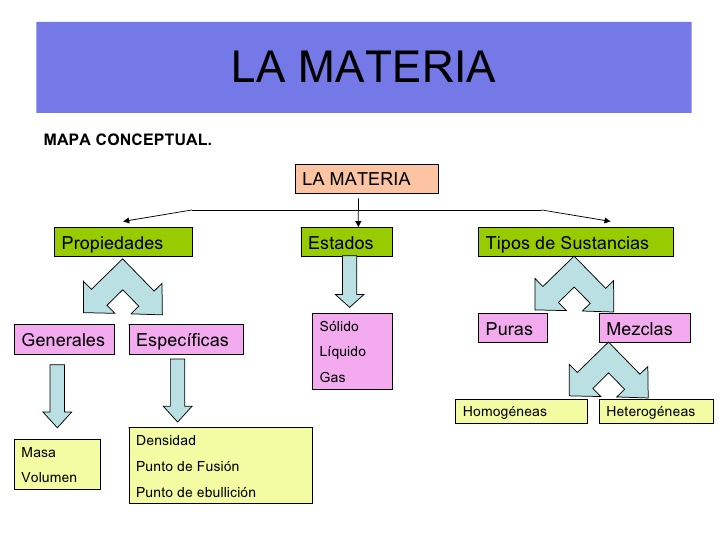 LA MATERIA
MAPA CONCEPTUAL.
LA MATERIA
Propiedades
Estados
Tipos de Sustancias
Generales
Específicas
Sólido
Líquido
Gas
Puras
Mezclas
Homogéneas
Heterogéneas
Masa
Volumen
Densidad
Punto de Fusión
Punto de ebullición